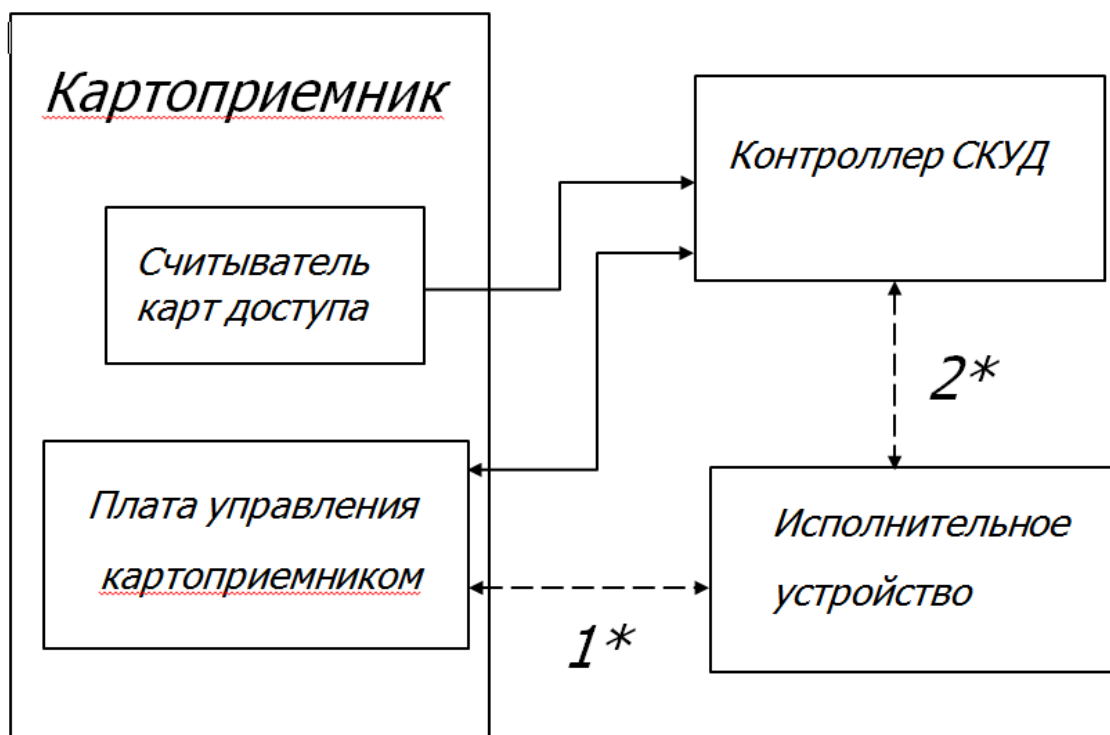 Картоприемник
Контроллер СКУД
Считыватель
карт доступа
2*
Плата управления
картоприемником
Исполнительное
устройство
1*